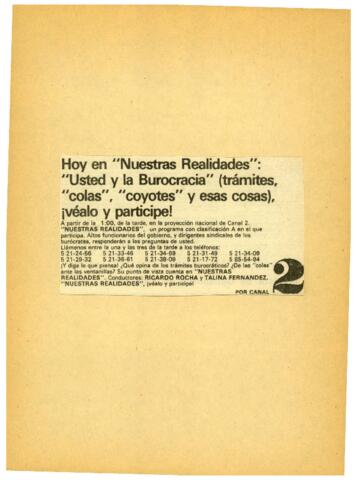 Hoy en "Nuestras Realidades":
"Usted y la Burocracia" (trámites,
"colas", "coyotes" y esas cosas),
¡véalo y participe!
A partir de la 1:00, de la tarde, en la proyección nacional de Canal 2.
"NUESTRAS REALIDADES", un programa con clasificación A en el que
participa. Altos funcionarios del gobierno, y dirigentes sindicales de los
burócratas, responderán a las preguntas de usted.
Llámenos entre la una y las tres de la tarde a los teléfonos:
5 21-24-56 5 21-33-46 5 21-34-69 5 21-31-49 5 21-34-09
5 21-29-32 5 21-36-61 5 21-38-09 5 21-17-72 5 85-54-94
¡Y diga lo que piensa! ¿Qué opina de los trámites burocráticos? ¿De las "colas"
ante las ventanillas? Su punto de vista cuenta en "NUESTRAS
REALIDADES". Conductores: RICARDO ROCHA y TALINA FERNANDEZ.
"NUESTRAS REALIDADES", ¡véalo y participe!
POR CANAL 2